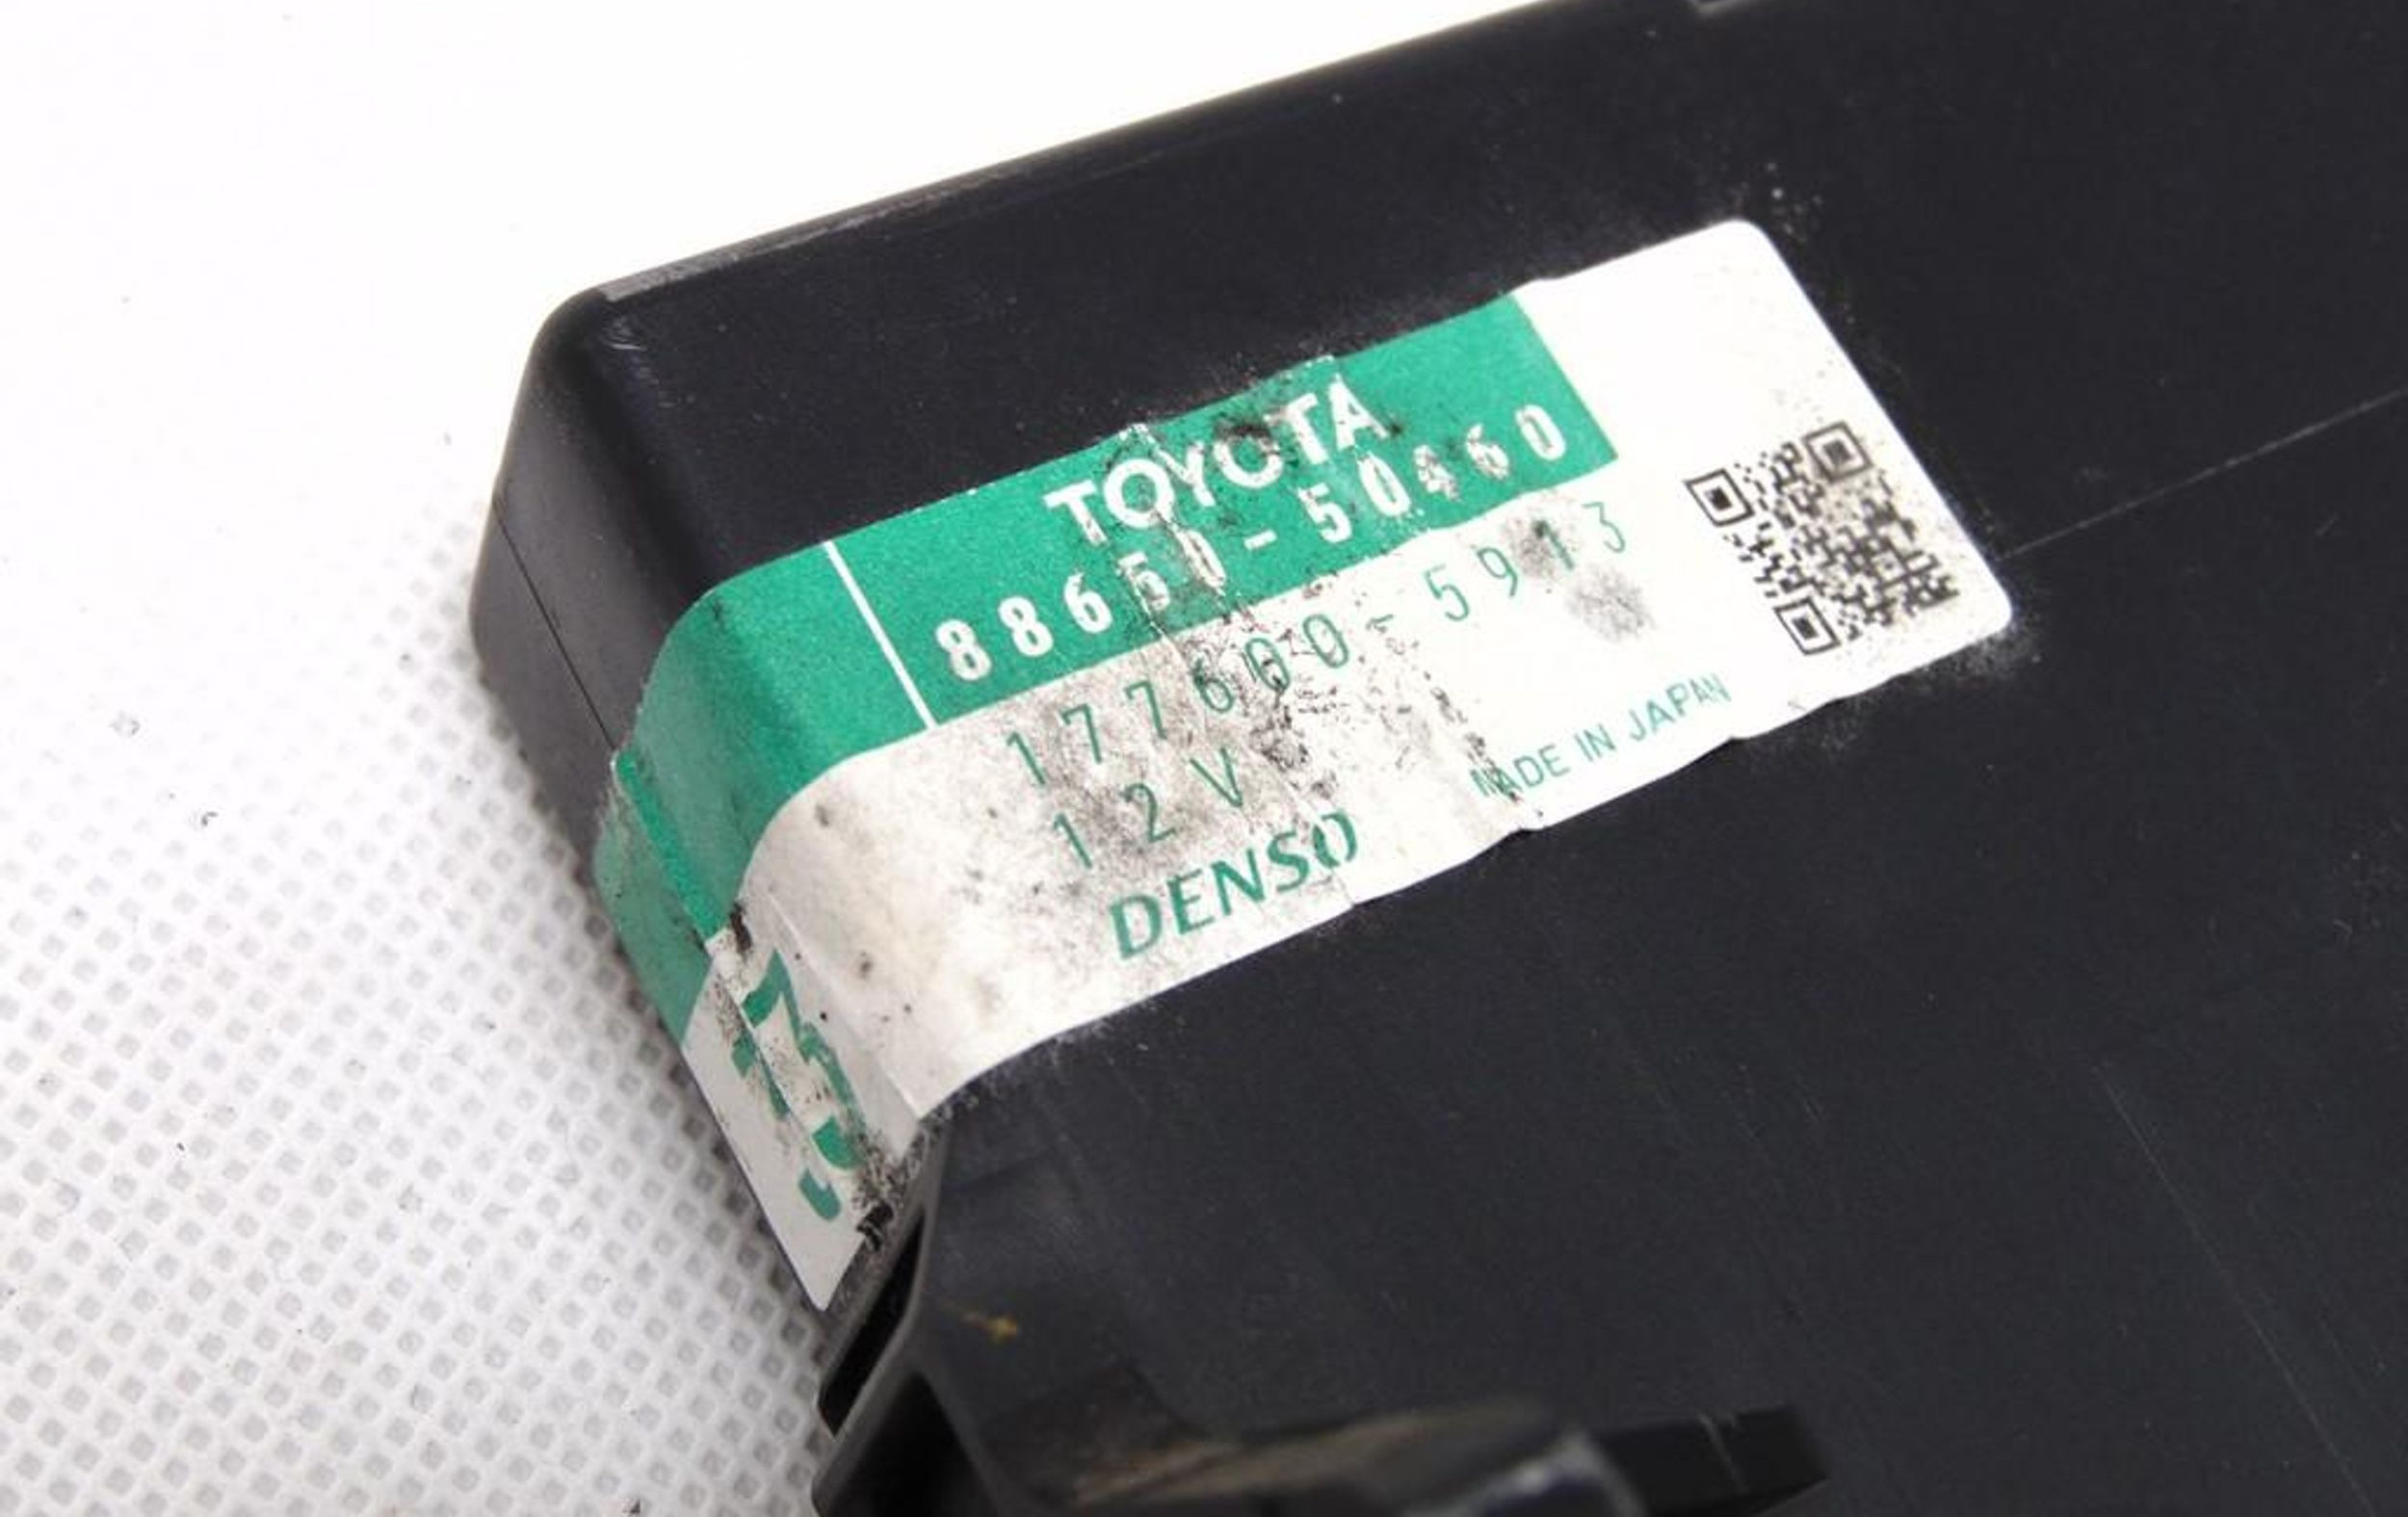 TOYOTA
88650-50460
177600-5913
12V
DENSO
MADE IN JAPAN